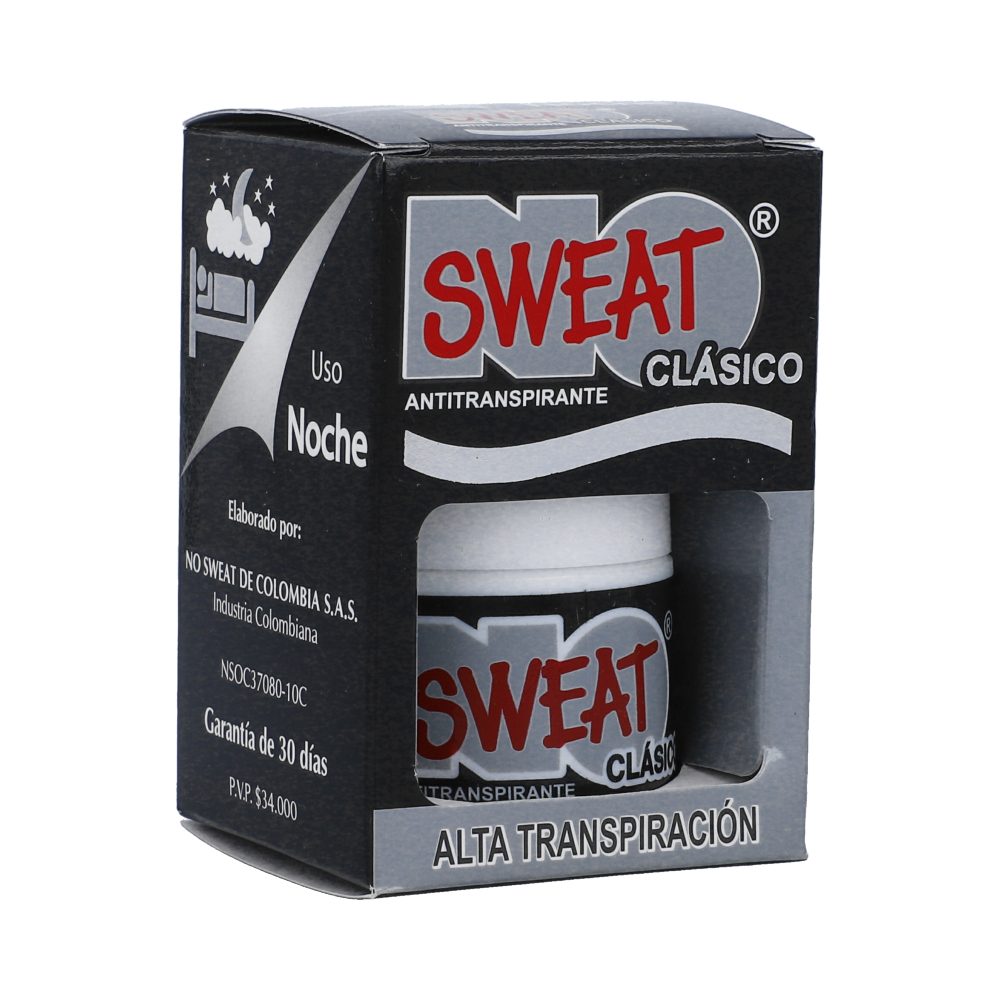 NO
SWEAT®
CLÁSICO
ANTITRANSPIRANTE
Uso
Noche
Elaborado por:
NO SWEAT DE COLOMBIA S.A.S.
Industria Colombiana
NSOC37080-10C
Garantía de 30 días
P.V.P. $34.000
NO
SWEAT®
CLÁSICO
ANTITRANSPIRANTE
ALTA TRANSPIRACIÓN